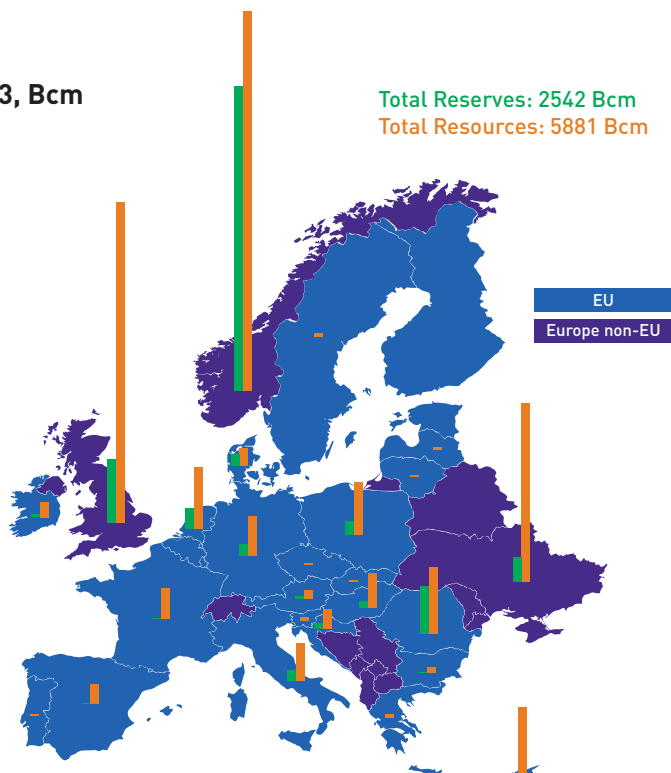 3, Bcm
Total Reserves: 2542 Bcm
Total Resources: 5881 Bcm
EU
Europe non-EU